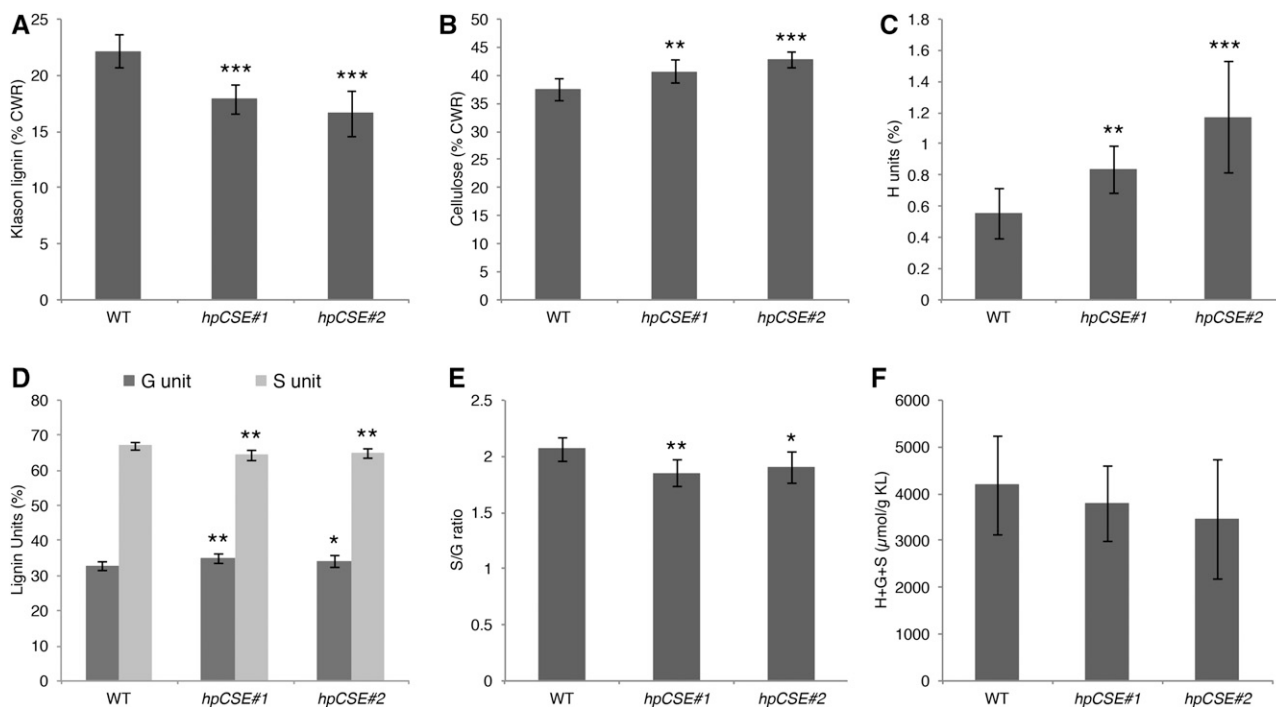 A
Klason lignin (% CWR)
25
20
15
10
5
0
***
***
WT
hpCSE#1
hpCSE#2
B
Cellulose (% CWR)
50
45
40
35
30
25
20
15
10
5
0
**
***
WT
hpCSE#1
hpCSE#2
C
H units (%)
1.8
1.6
1.4
1.2
1
0.8
0.6
0.4
0.2
0
**
***
WT
hpCSE#1
hpCSE#2
D
G unit
S unit
Lignin Units (%)
80
70
60
50
40
30
20
10
0
**
**
**
*
WT
hpCSE#1
hpCSE#2
E
S/G ratio
2.5
2
1.5
1
0.5
0
**
*
WT
hpCSE#1
hpCSE#2
F
H+G+S (µmol/g KL)
6000
5000
4000
3000
2000
1000
0
WT
hpCSE#1
hpCSE#2